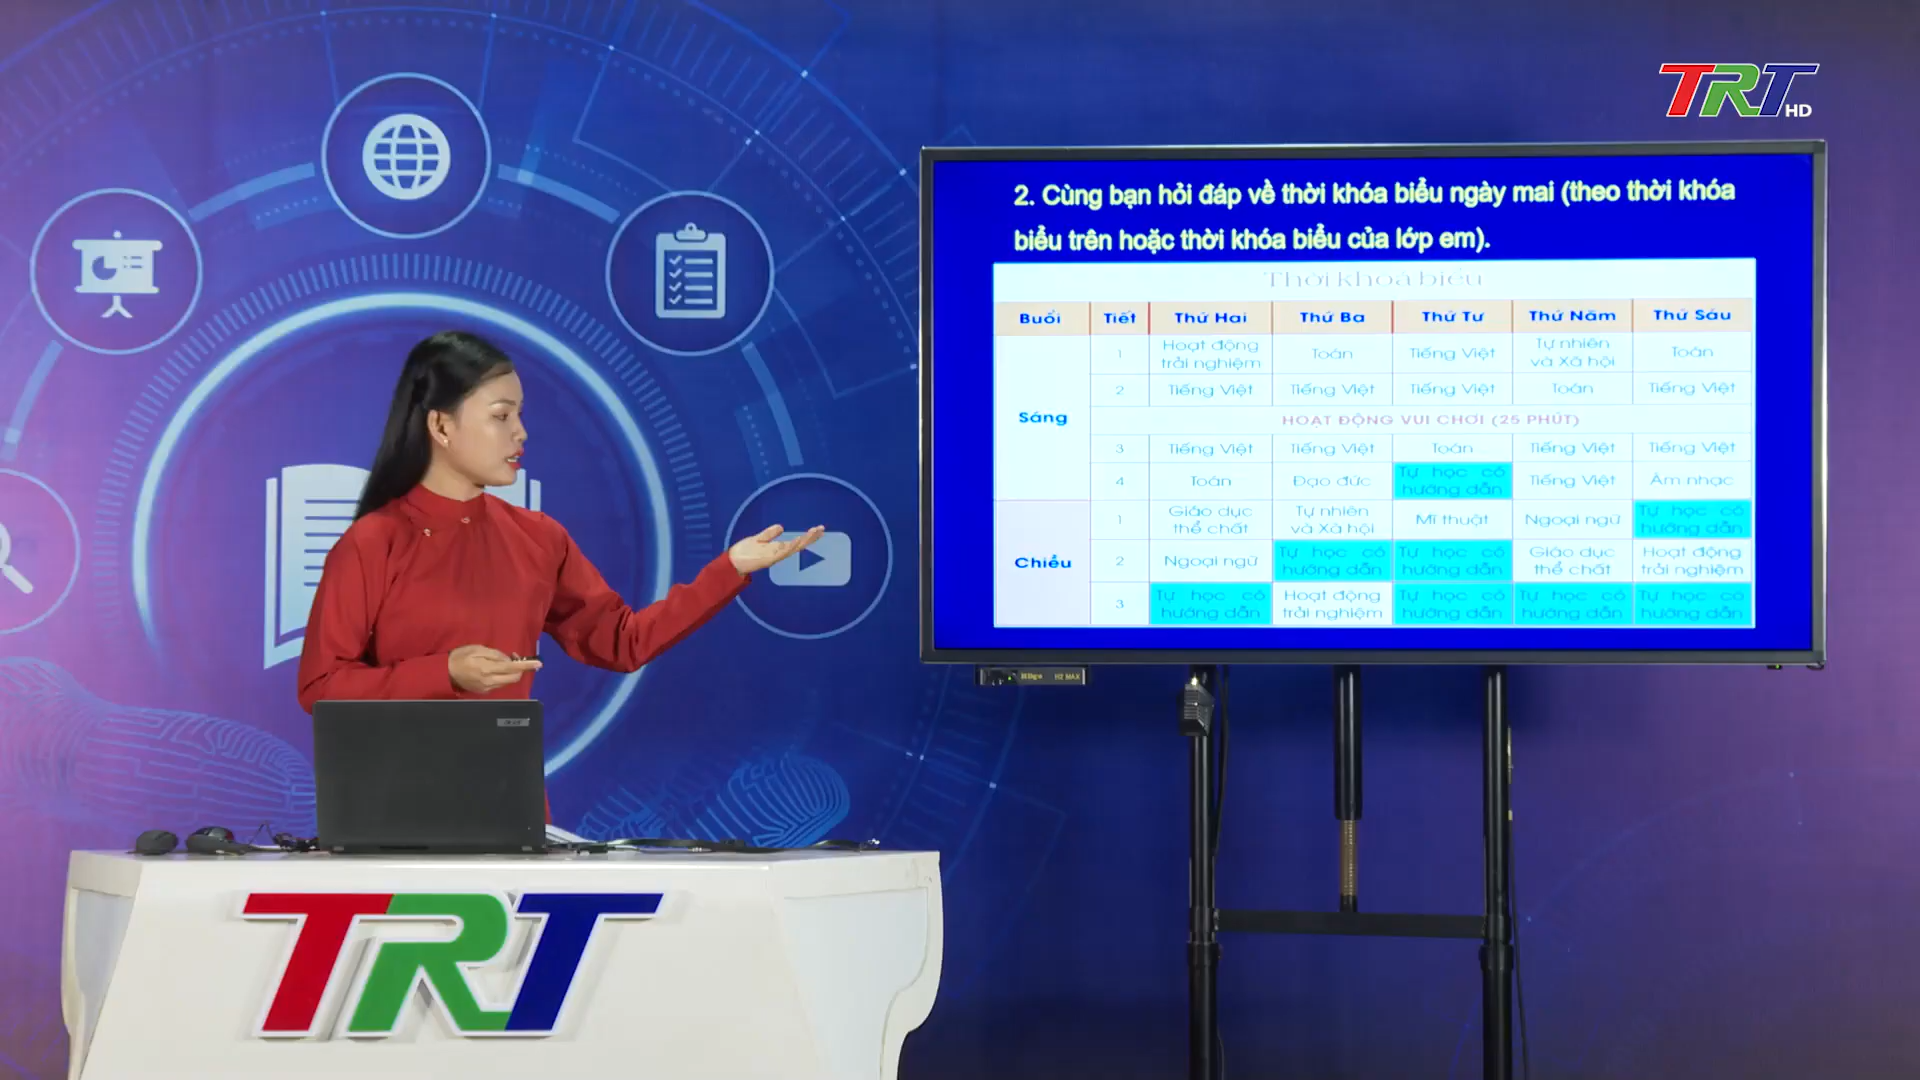 TRT HD
2. Cùng bạn hỏi đáp về thời khóa biểu ngày mai (theo thời khóa
biểu trên hoặc thời khóa biểu của lớp em).
Thời khoá biểu
Buổi Tiết Thứ Hai Thứ Ba Thứ Tư Thứ Năm Thứ Sáu
Sáng
1 Hoạt động trải nghiệm Toán Tiếng Việt Tự nhiên và Xã hội Toán
2 Tiếng Việt Tiếng Việt Tiếng Việt Toán Tiếng Việt
HOẠT ĐỘNG VUI CHƠI (25 PHÚT)
3 Tiếng Việt Tiếng Việt Toán Tiếng Việt Tiếng Việt
4 Toán Đạo đức Tự học có hướng dẫn Tiếng Việt Âm nhạc
Chiều
1 Giáo dục thể chất Tự nhiên và Xã hội Mĩ thuật Ngoại ngữ Tự học có hướng dẫn
2 Ngoại ngữ Tự học có hướng dẫn Tự học có hướng dẫn Giáo dục thể chất Hoạt động trải nghiệm
3 Tự học có hướng dẫn Hoạt động trải nghiệm Tự học có hướng dẫn Tự học có hướng dẫn Tự học có hướng dẫn
acer
TRT